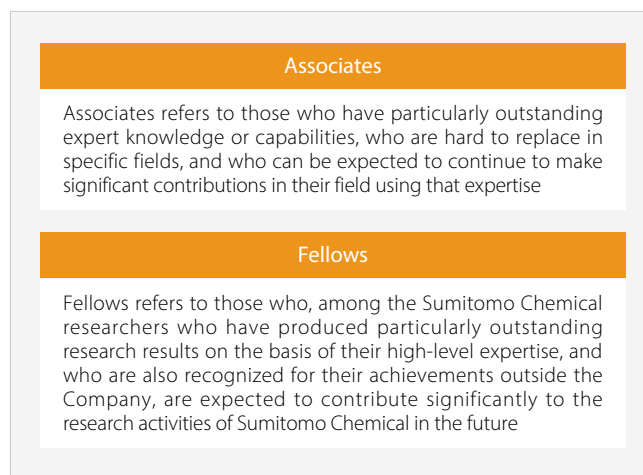 Associates
Associates refers to those who have particularly outstanding
expert knowledge or capabilities, who are hard to replace in
specific fields, and who can be expected to continue to make
significant contributions in their field using that expertise
Fellows
Fellows refers to those who, among the Sumitomo Chemical
researchers who have produced particularly outstanding
research results on the basis of their high-level expertise, and
who are also recognized for their achievements outside the
Company, are expected to contribute significantly to the
research activities of Sumitomo Chemical in the future